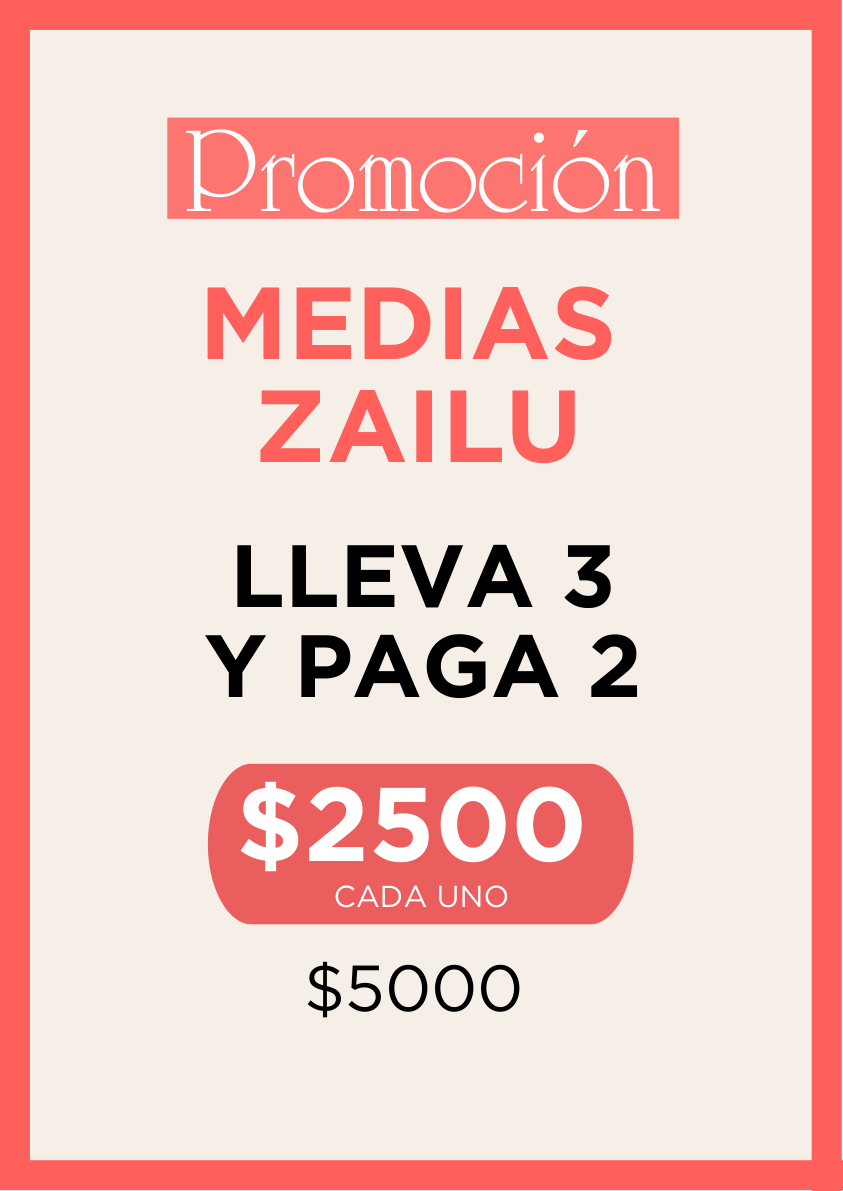 Promoción
MEDIAS
ZAILU
LLEVA 3
Y PAGA 2
$2500
CADA UNO
$5000